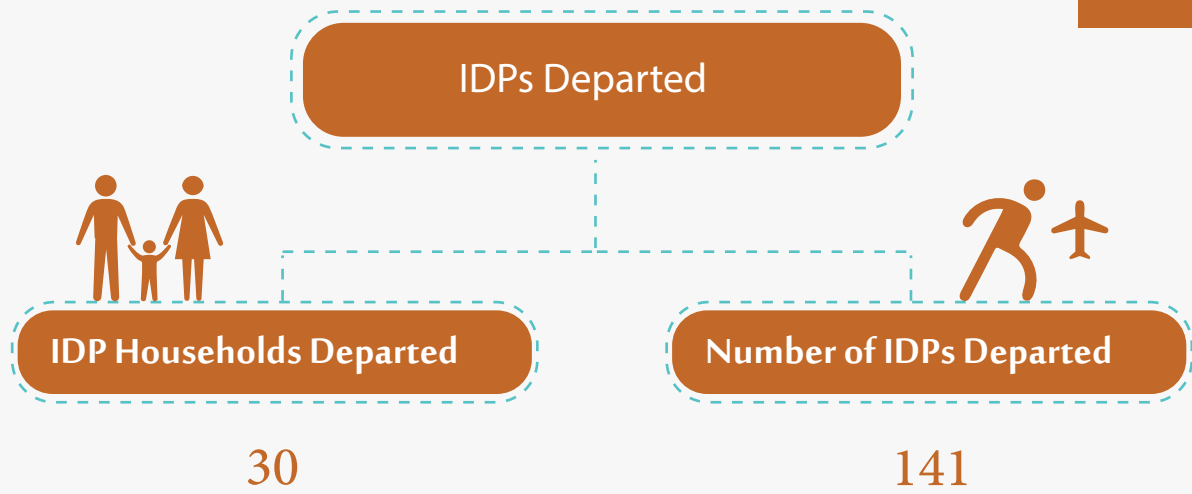 IDPs Departed
IDP Households Departed
Number of IDPs Departed
30
141